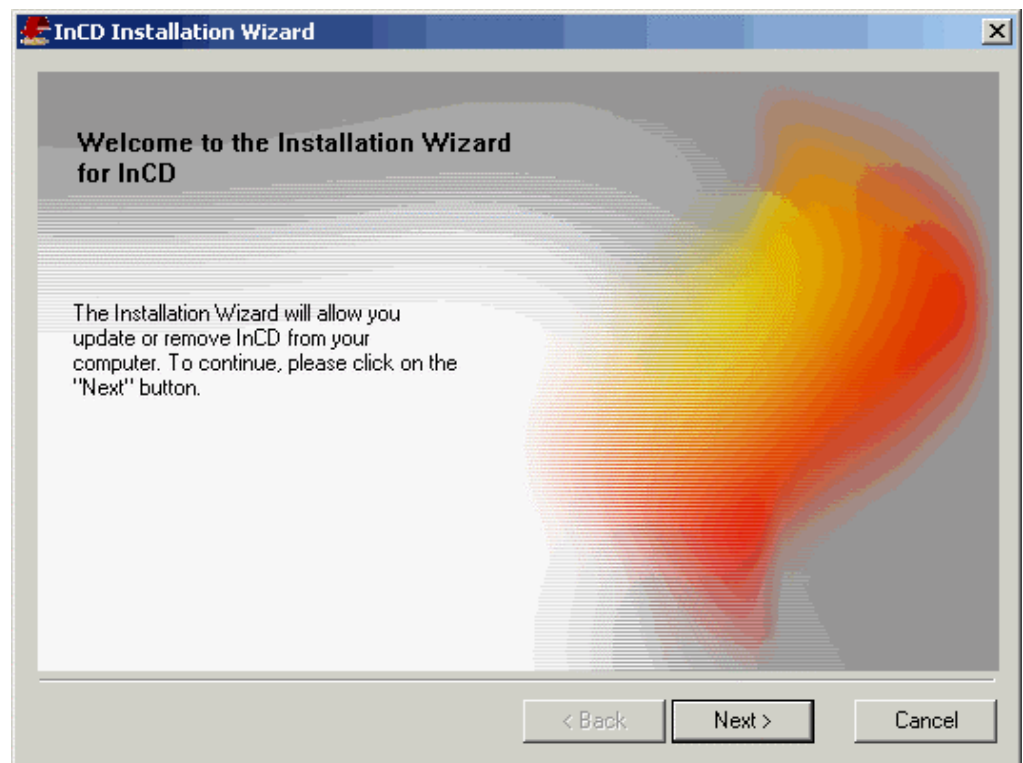 InCD Installation Wizard
Welcome to the Installation Wizard
for InCD
The Installation Wizard will allow you
update or remove InCD from your
computer. To continue, please click on the
"Next" button.
< Back
Next >
Cancel